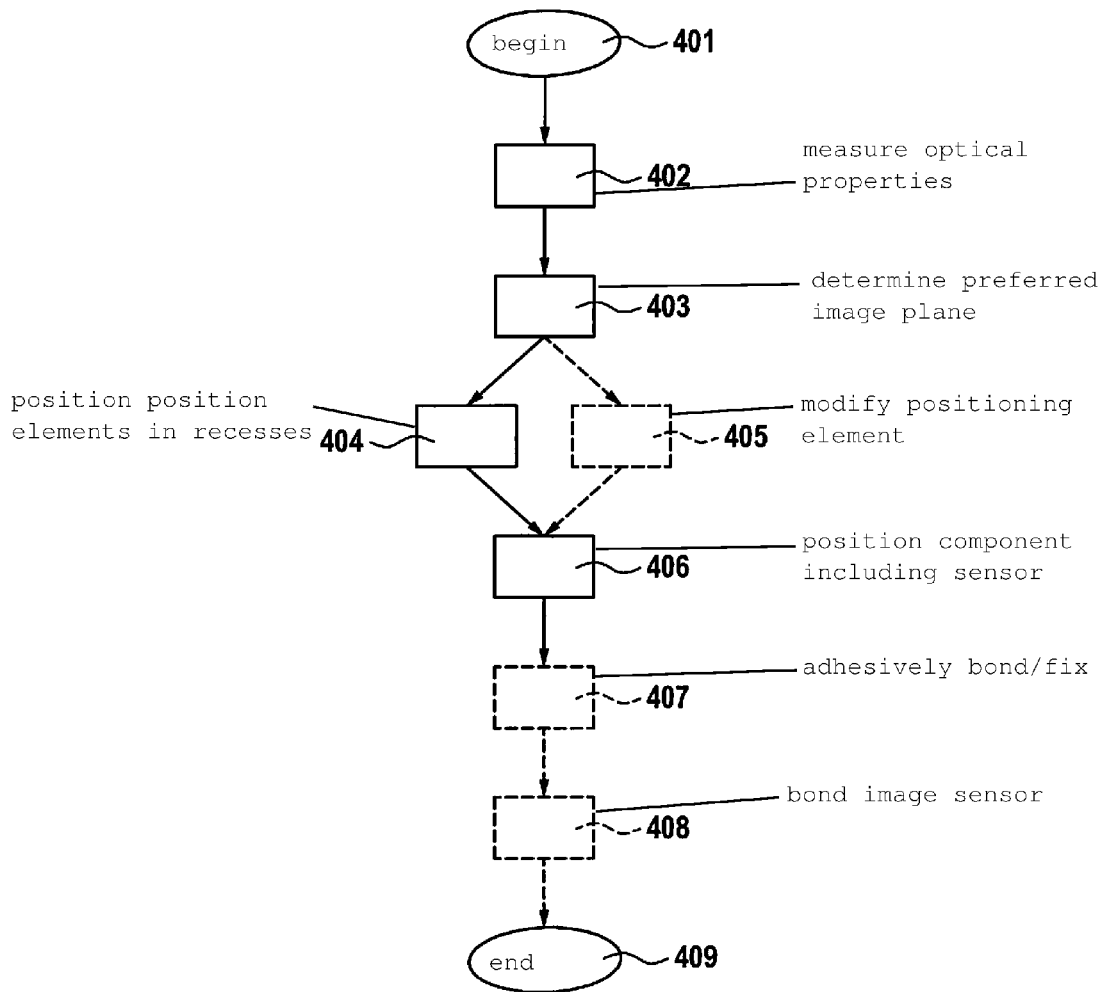 begin 401
402
measure optical
properties
403
determine preferred
image plane
position position
elements in recesses
404
405
modify positioning
element
406
position component
including sensor
407
adhesively bond/fix
408
bond image sensor
end 409